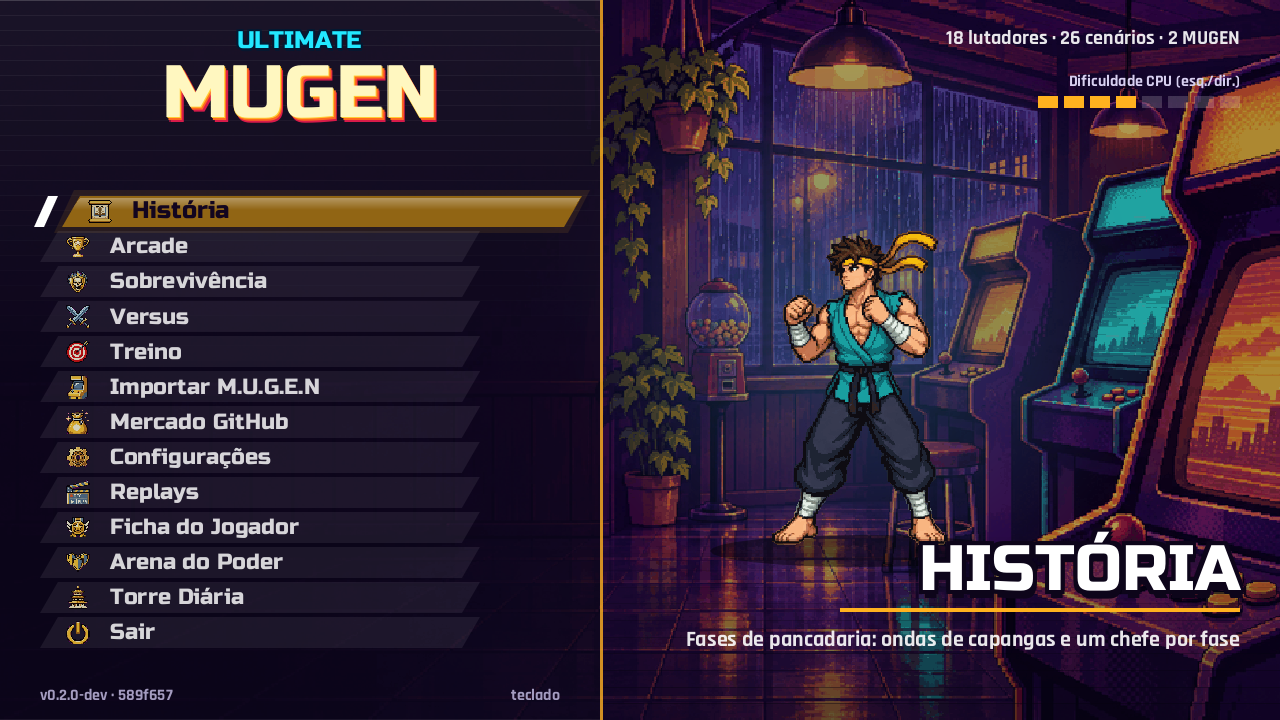 ULTIMATE
MUGEN
18 lutadores · 26 cenários · 2 MUGEN
Dificuldade CPU (esq./dir.)
História
Arcade
Sobrevivência
Versus
Treino
Importar M.U.G.E.N
Mercado GitHub
Configurações
Replays
Ficha do Jogador
Arena do Poder
Torre Diária
Sair
HISTÓRIA
Fases de pancadaria: ondas de capangas e um chefe por fase
v0.2.0-dev · 589f657
teclado